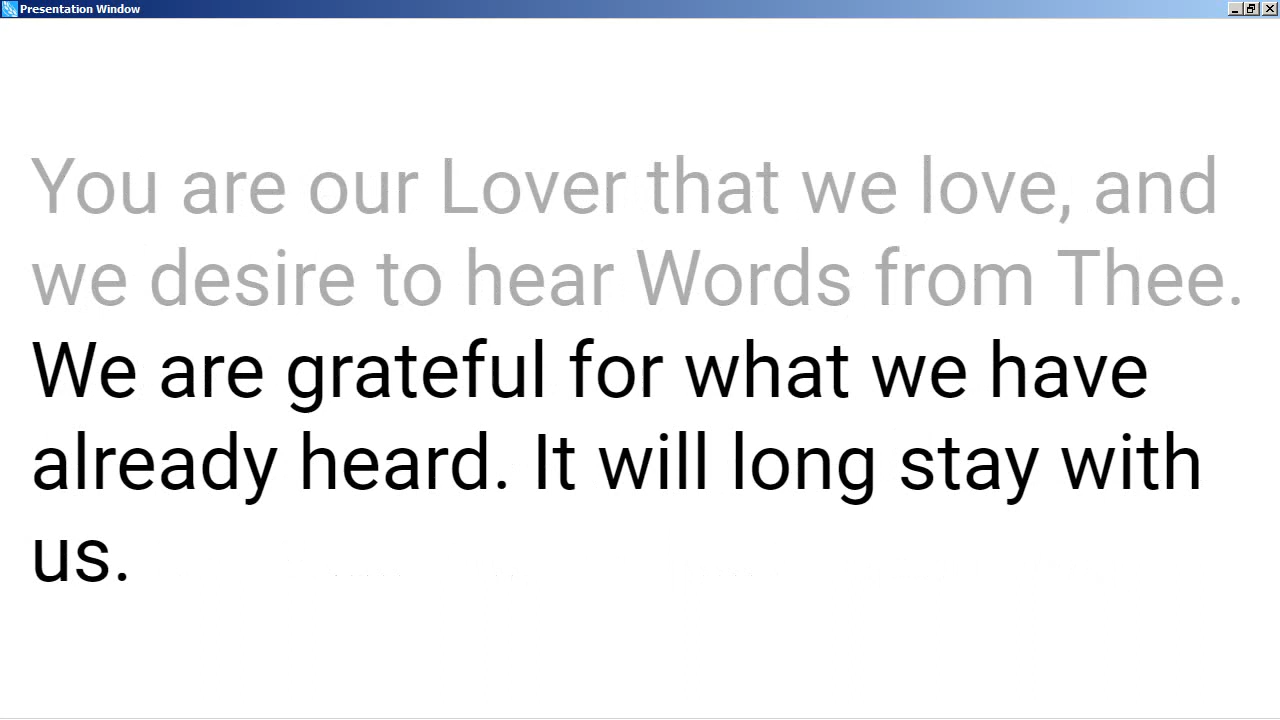 Presentation Window
You are our Lover that we love, and
we desire to hear Words from Thee.
We are grateful for what we have
already heard. It will long stay with
us.